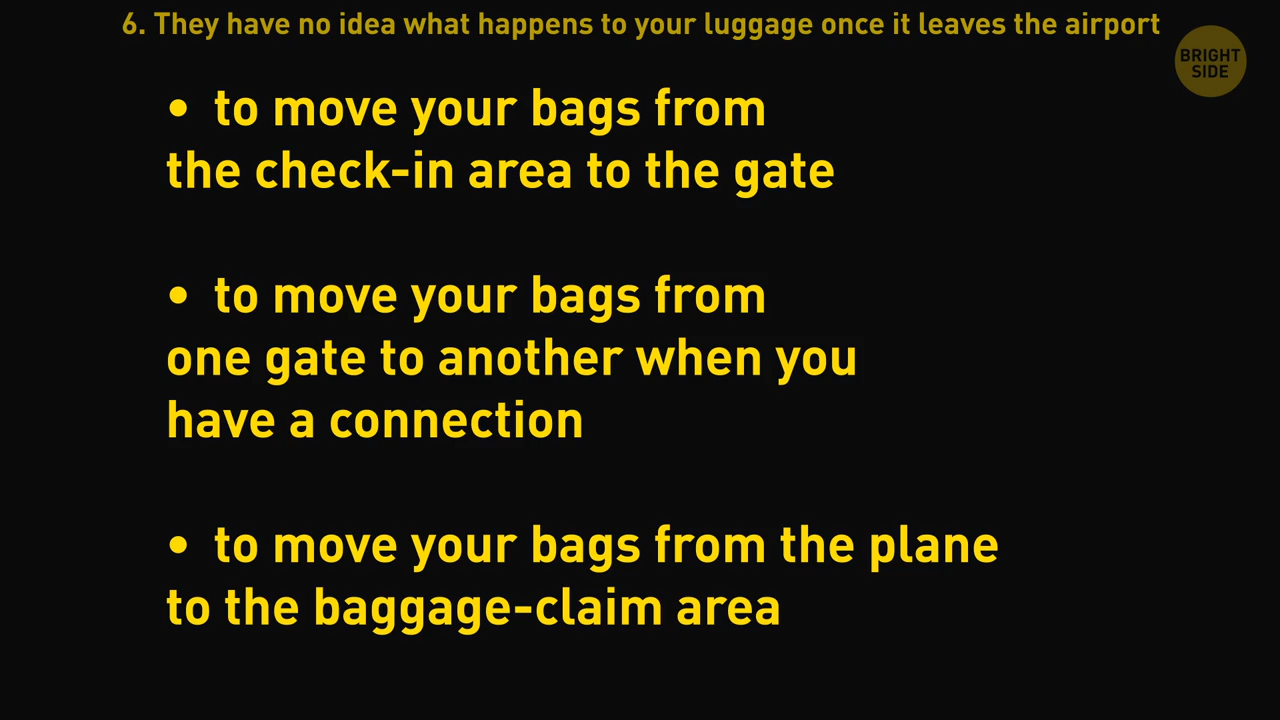 6. They have no idea what happens to your luggage once it leaves the airport
BRIGHT
SIDE
• to move your bags from
the check-in area to the gate
• to move your bags from
one gate to another when you
have a connection
• to move your bags from the plane
to the baggage-claim area